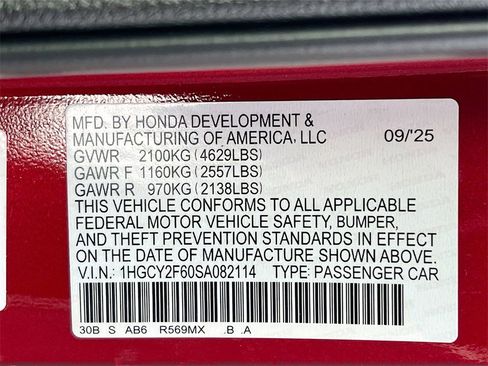 MFD. BY HONDA DEVELOPMENT &
MANUFACTURING OF AMERICA, LLC 09/'25
GVWR 2100KG (4629LBS)
GAWR F 1160KG (2557LBS)
GAWR R 970KG (2138LBS)
THIS VEHICLE CONFORMS TO ALL APPLICABLE
FEDERAL MOTOR VEHICLE SAFETY, BUMPER,
AND THEFT PREVENTION STANDARDS IN EFFECT
ON THE DATE OF MANUFACTURE SHOWN ABOVE.
V.I.N.: 1HGCY2F60SA082114 TYPE: PASSENGER CAR
30B S AB6 R569MX .B .A